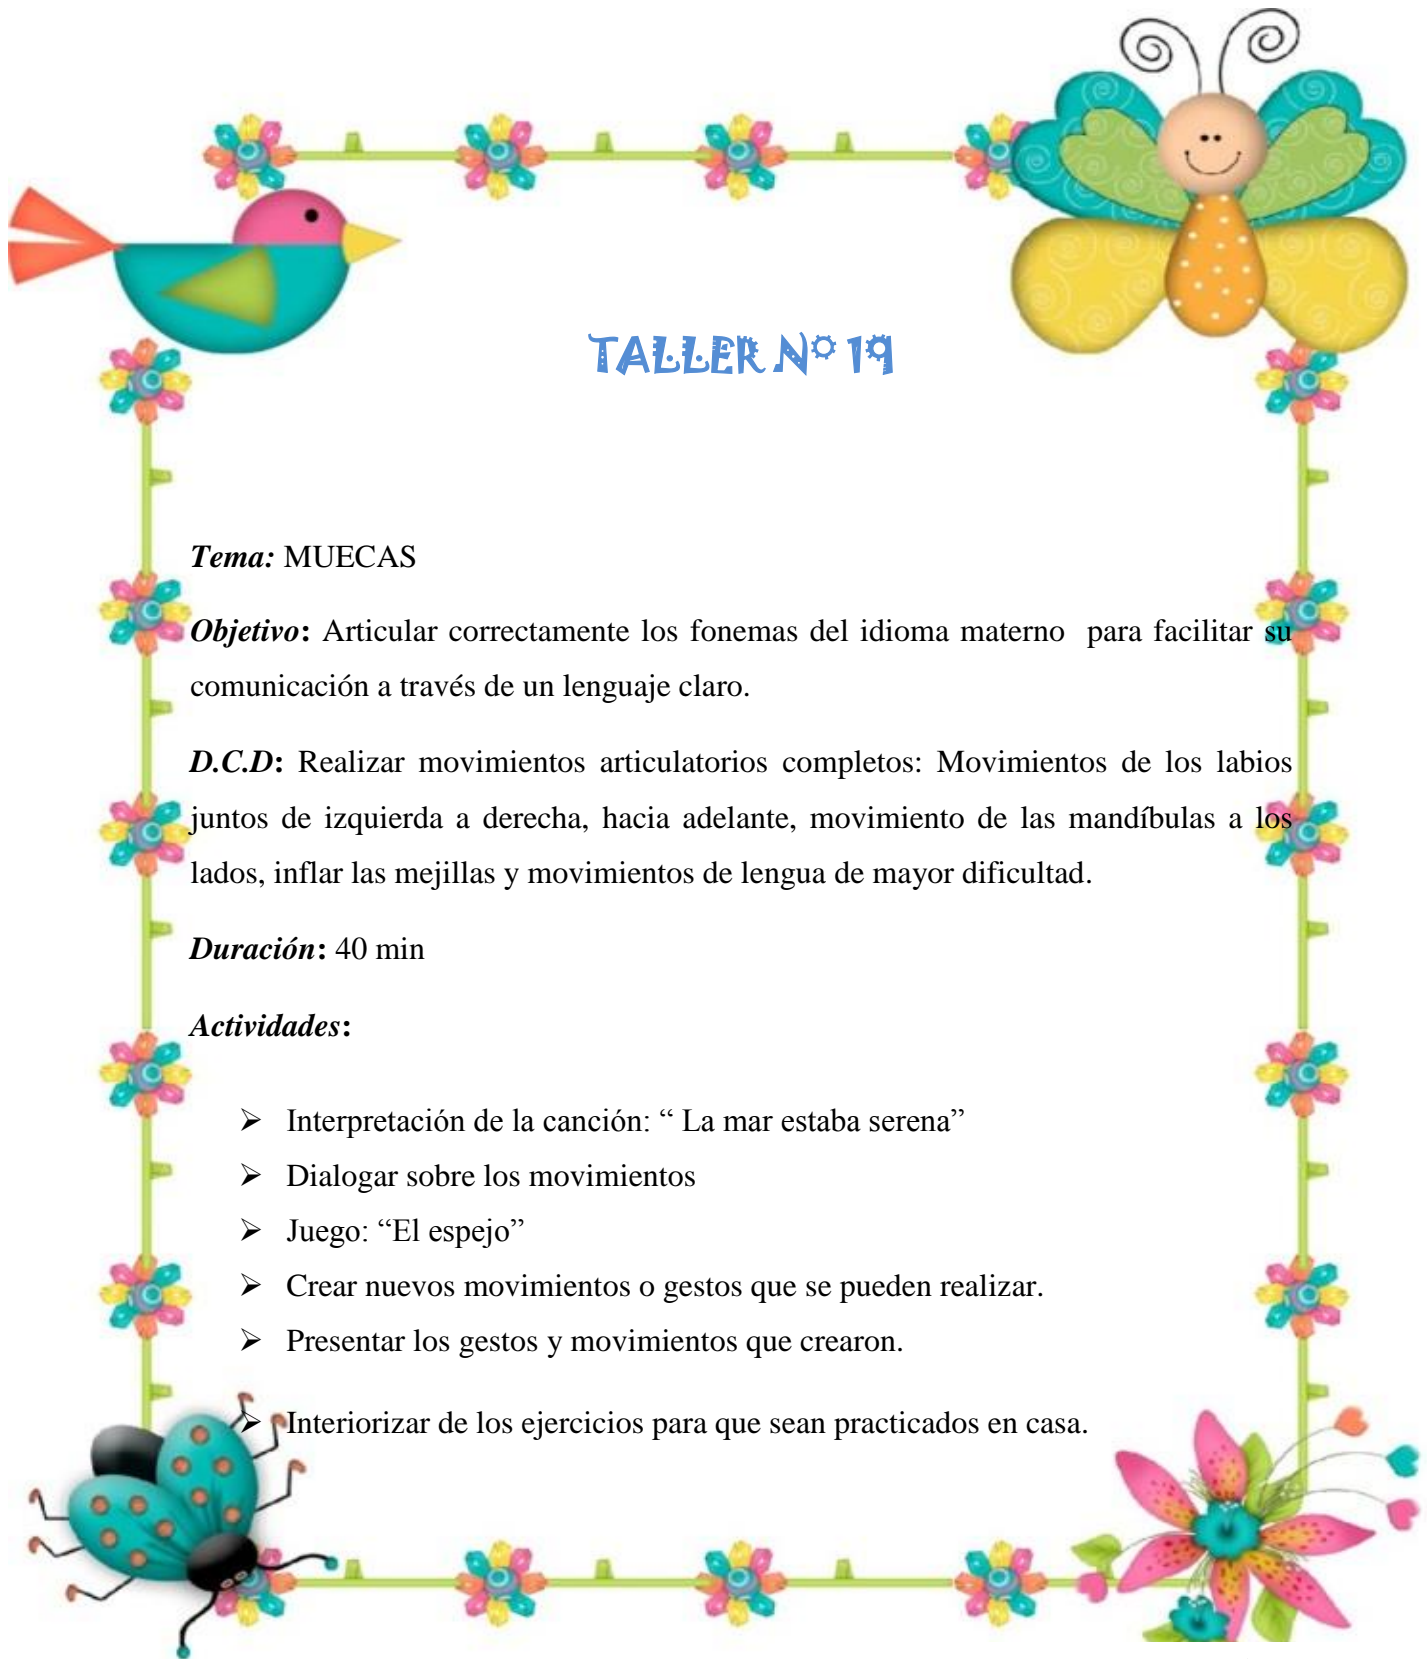 TALLER Nº 19
Tema: MUECAS
Objetivo: Articular correctamente los fonemas del idioma materno  para facilitar su
comunicación a través de un lenguaje claro.
D.C.D: Realizar movimientos articulatorios completos: Movimientos de los labios
juntos de izquierda a derecha, hacia adelante, movimiento de las mandíbulas a los
lados, inflar las mejillas y movimientos de lengua de mayor dificultad.
Duración: 40 min
Actividades:
➢ Interpretación de la canción: “ La mar estaba serena”
➢ Dialogar sobre los movimientos
➢ Juego: “El espejo”
➢ Crear nuevos movimientos o gestos que se pueden realizar.
➢ Presentar los gestos y movimientos que crearon.
➢ Interiorizar de los ejercicios para que sean practicados en casa.